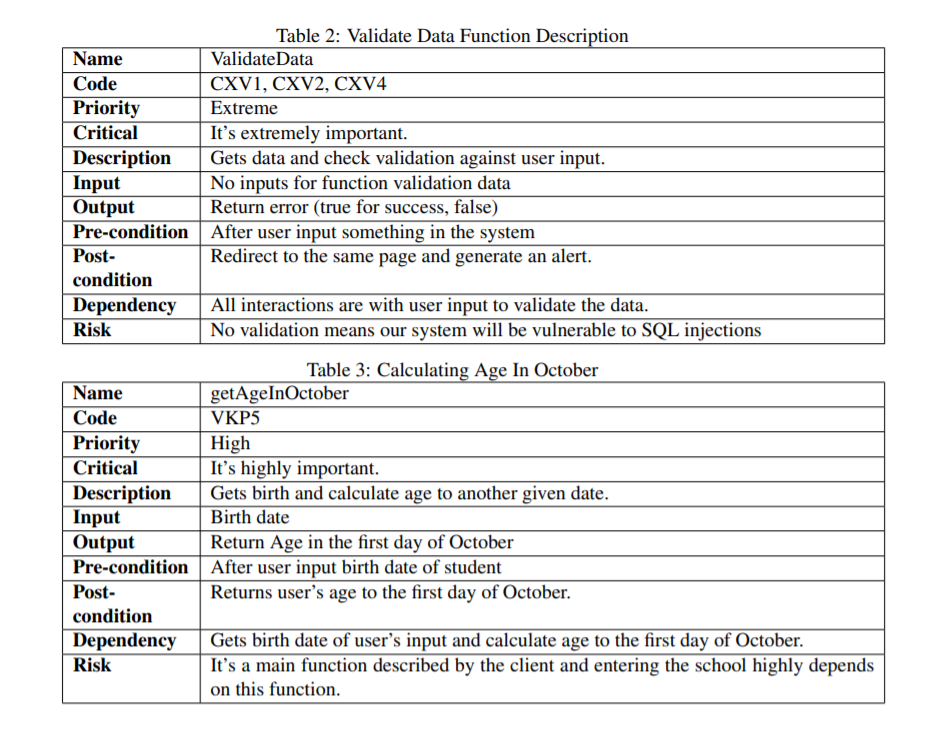 Table 2: Validate Data Function Description
Name ValidateData
Code CXV1, CXV2, CXV4
Priority Extreme
Critical It's extremely important.
Description Gets data and check validation against user input.
Input No inputs for function validation data
Output Return error (true for success, false)
Pre-condition After user input something in the system
Post- Redirect to the same page and generate an alert.
condition
Dependency All interactions are with user input to validate the data.
Risk No validation means our system will be vulnerable to SQL injections
Table 3: Calculating Age In October
Name getAgeInOctober
Code VKP5
Priority High
Critical It's highly important.
Description Gets birth and calculate age to another given date.
Input Birth date
Output Return Age in the first day of October
Pre-condition After user input birth date of student
Post- Returns user's age to the first day of October.
condition
Dependency Gets birth date of user's input and calculate age to the first day of October.
Risk It's a main function described by the client and entering the school highly depends
on this function.